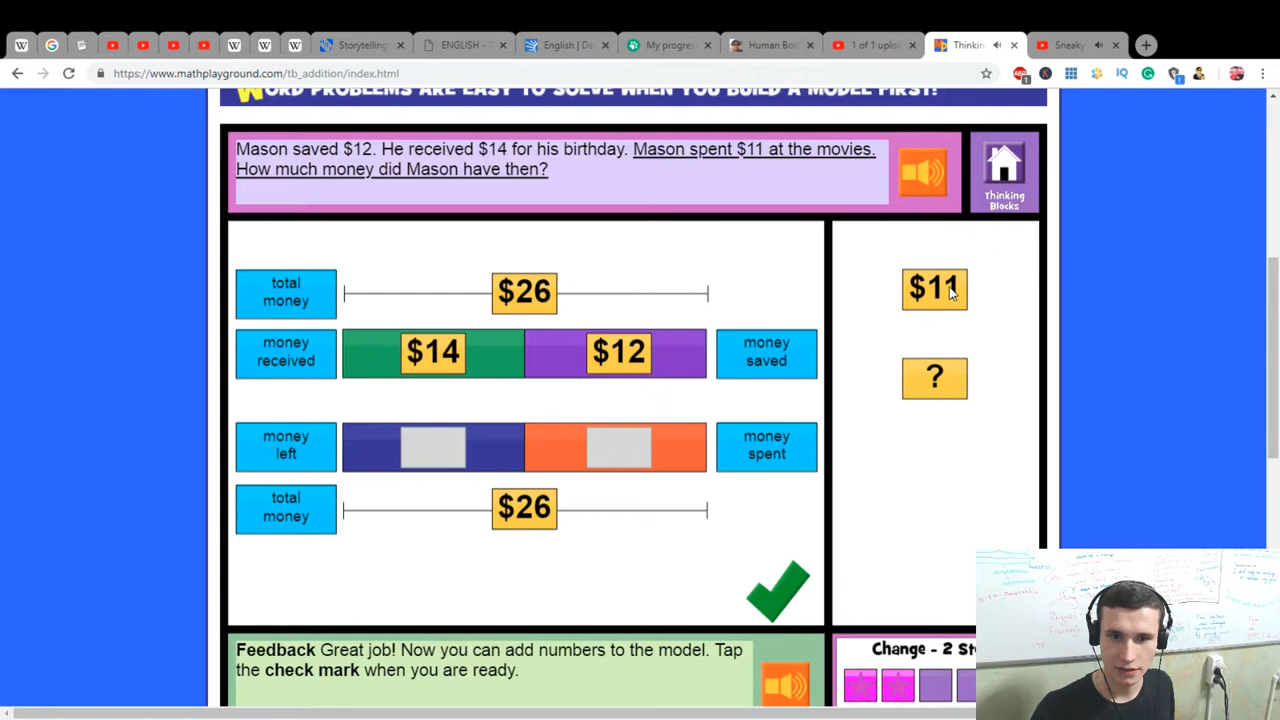 Storytelling
ENGLISH - T
English | De
My progre
Human Boo
1 of 1 uplo
Thinkin
Sneaky
https://www.mathplayground.com/tb_addition/index.html
WORD PROBLEMS ARE EASY TO SOLVE WHEN YOU BUILD A MODEL FIRST!
Mason saved $12. He received $14 for his birthday. Mason spent $11 at the movies.
How much money did Mason have then?
Thinking
Blocks
total
money
$26
$11
money
received
$14
$12
money
saved
?
money
left
money
spent
total
money
$26
Feedback Great job! Now you can add numbers to the model. Tap
the check mark when you are ready.
Change - 2 St